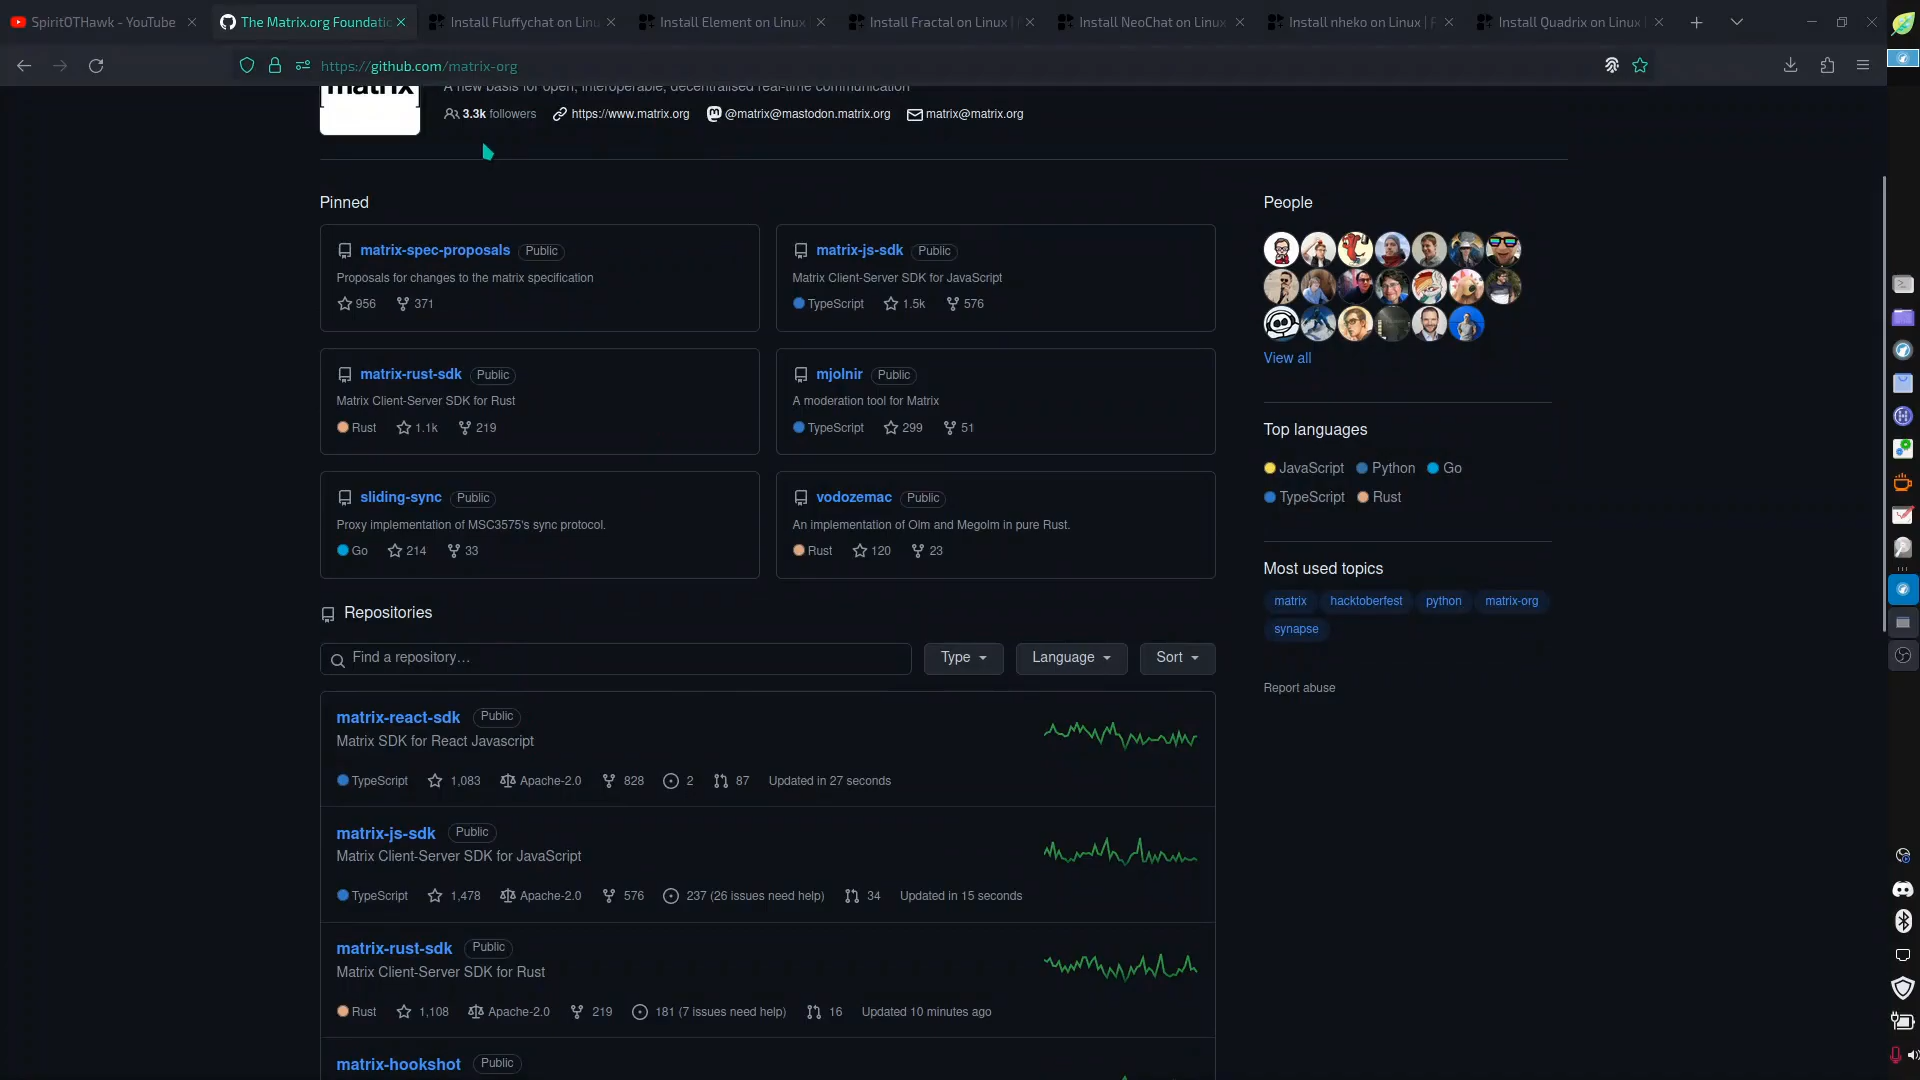 SpiritOTHawk - YouTube
The Matrix.org Foundatic
Install Fluffychat on Linu
Install Element on Linux
Install Fractal on Linux |
Install NeoChat on Linux
Install nheko on Linux | F
Install Quadrix on Linux |
https://github.com/matrix-org
matrix
A new basis for open, interoperable, decentralised real-time communication
3.3k followers
https://www.matrix.org
@matrix@mastodon.matrix.org
matrix@matrix.org
Pinned
matrix-spec-proposals Public
Proposals for changes to the matrix specification
956 371
matrix-js-sdk Public
Matrix Client-Server SDK for JavaScript
TypeScript 1.5k 576
matrix-rust-sdk Public
Matrix Client-Server SDK for Rust
Rust 1.1k 219
mjolnir Public
A moderation tool for Matrix
TypeScript 299 51
sliding-sync Public
Proxy implementation of MSC3575's sync protocol.
Go 214 33
vodozemac Public
An implementation of Olm and Megolm in pure Rust.
Rust 120 23
Repositories
Find a repository…
Type
Language
Sort
matrix-react-sdk Public
Matrix SDK for React Javascript
TypeScript 1,083 Apache-2.0 828 2 87 Updated in 27 seconds
matrix-js-sdk Public
Matrix Client-Server SDK for JavaScript
TypeScript 1,478 Apache-2.0 576 237 (26 issues need help) 34 Updated in 15 seconds
matrix-rust-sdk Public
Matrix Client-Server SDK for Rust
Rust 1,108 Apache-2.0 219 181 (7 issues need help) 16 Updated 10 minutes ago
matrix-hookshot Public
People
View all
Top languages
JavaScript Python Go
TypeScript Rust
Most used topics
matrix hacktoberfest python matrix-org
synapse
Report abuse